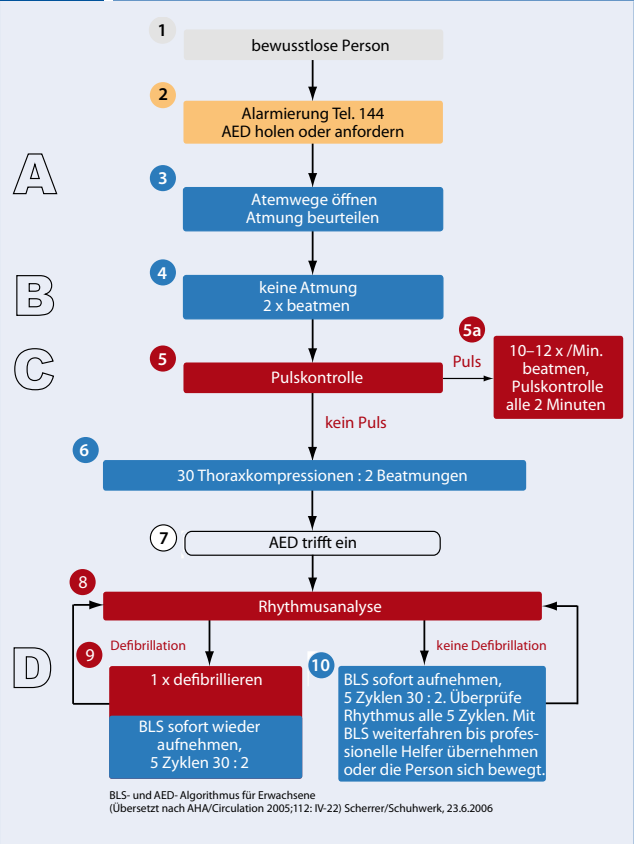 1
bewusstlose Person
2
Alarmierung Tel. 144
AED holen oder anfordern
A
3
Atemwege öffnen
Atmung beurteilen
B
4
keine Atmung
2 x beatmen
C
5
Pulskontrolle
Puls
5a
10–12 x /Min.
beatmen,
Pulskontrolle
alle 2 Minuten
kein Puls
6
30 Thoraxkompressionen : 2 Beatmungen
7
AED trifft ein
8
Rhythmusanalyse
D
9
Defibrillation
1 x defibrillieren
BLS sofort wieder
aufnehmen,
5 Zyklen 30 : 2
keine Defibrillation
10
BLS sofort aufnehmen,
5 Zyklen 30 : 2. Überprüfe
Rhythmus alle 5 Zyklen. Mit
BLS weiterfahren bis profes-
sionelle Helfer übernehmen
oder die Person sich bewegt.
BLS- und AED- Algorithmus für Erwachsene
(Übersetzt nach AHA/Circulation 2005;112: IV-22) Scherrer/Schuhwerk, 23.6.2006